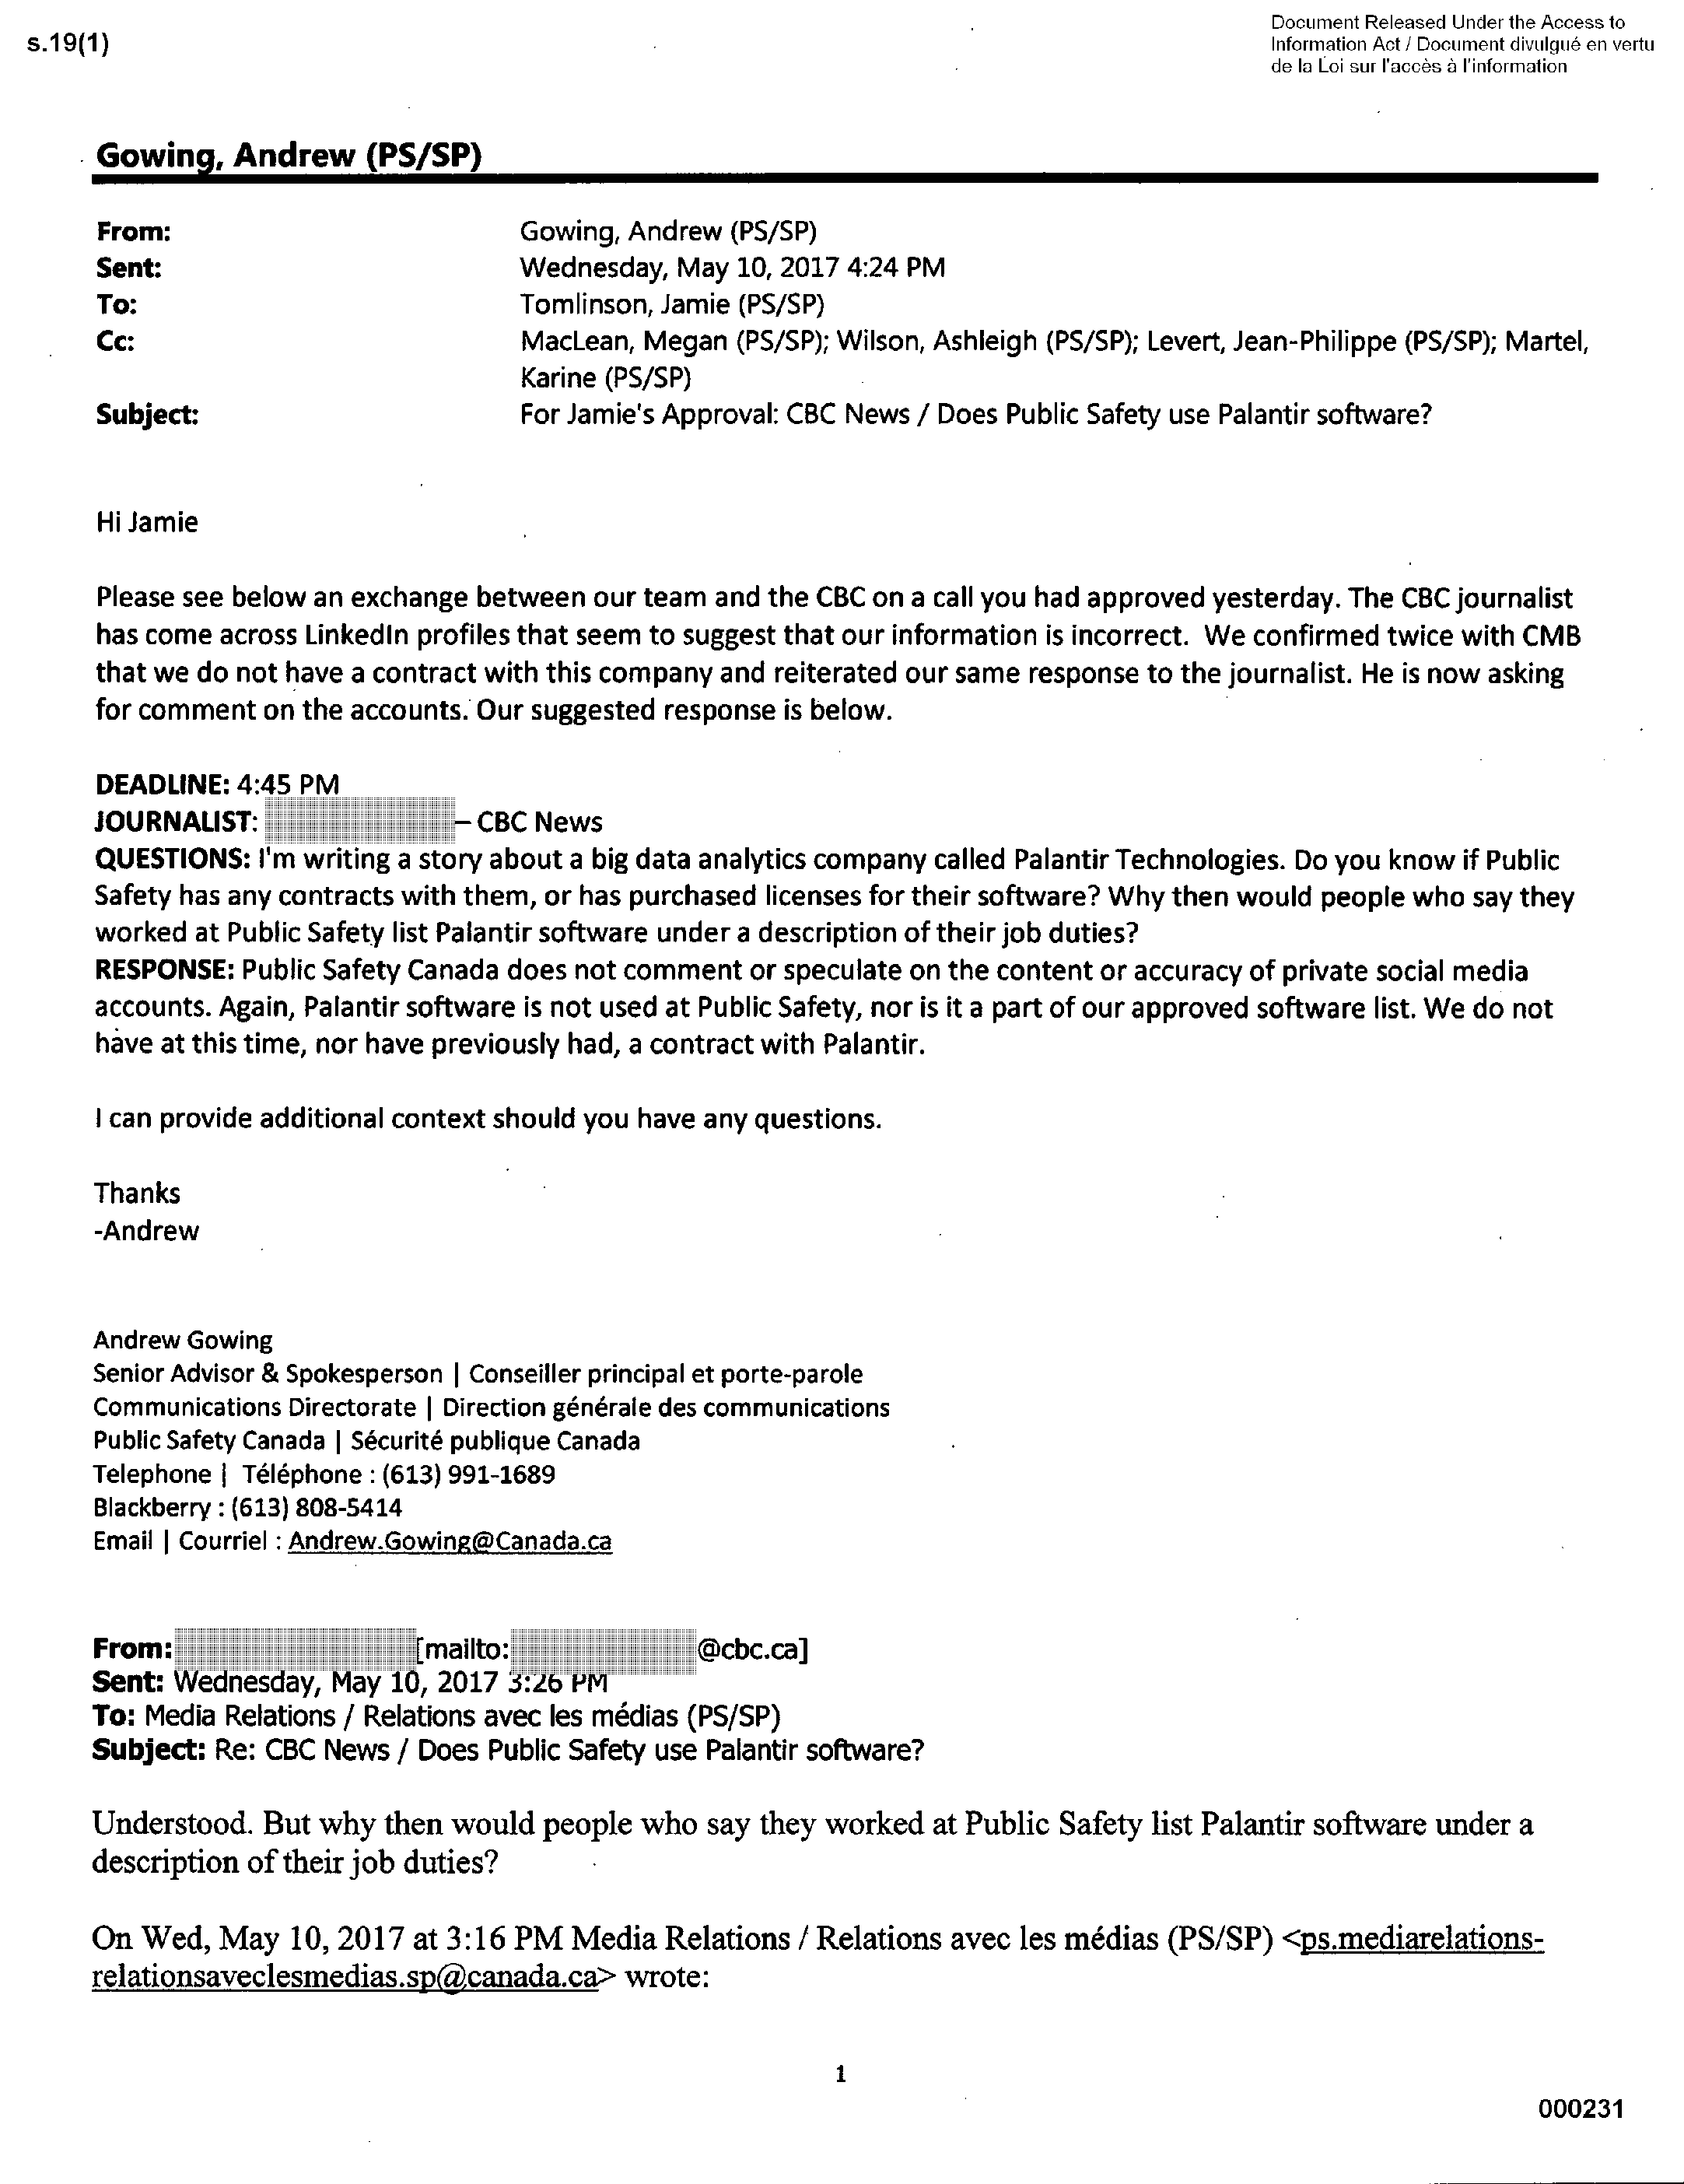 s.19(1)
Document Released Under the Access to
Information Act / Document divulgué en vertu
de la Loi sur l'accès à l'information
Gowing, Andrew (PS/SP)
From: Gowing, Andrew (PS/SP)
Sent: Wednesday, May 10, 2017 4:24 PM
To: Tomlinson, Jamie (PS/SP)
Cc: MacLean, Megan (PS/SP); Wilson, Ashleigh (PS/SP); Levert, Jean-Philippe (PS/SP); Martel,
Karine (PS/SP)
Subject: For Jamie's Approval: CBC News / Does Public Safety use Palantir software?
Hi Jamie
Please see below an exchange between our team and the CBC on a call you had approved yesterday. The CBC journalist
has come across LinkedIn profiles that seem to suggest that our information is incorrect. We confirmed twice with CMB
that we do not have a contract with this company and reiterated our same response to the journalist. He is now asking
for comment on the accounts. Our suggested response is below.
DEADLINE: 4:45 PM
JOURNALIST: – CBC News
QUESTIONS: I'm writing a story about a big data analytics company called Palantir Technologies. Do you know if Public
Safety has any contracts with them, or has purchased licenses for their software? Why then would people who say they
worked at Public Safety list Palantir software under a description of their job duties?
RESPONSE: Public Safety Canada does not comment or speculate on the content or accuracy of private social media
accounts. Again, Palantir software is not used at Public Safety, nor is it a part of our approved software list. We do not
have at this time, nor have previously had, a contract with Palantir.
I can provide additional context should you have any questions.
Thanks
-Andrew
Andrew Gowing
Senior Advisor & Spokesperson | Conseiller principal et porte-parole
Communications Directorate | Direction générale des communications
Public Safety Canada | Sécurité publique Canada
Telephone | Téléphone : (613) 991-1689
Blackberry : (613) 808-5414
Email | Courriel : Andrew.Gowing@Canada.ca
From: [mailto: @cbc.ca]
Sent: Wednesday, May 10, 2017 3:26 PM
To: Media Relations / Relations avec les médias (PS/SP)
Subject: Re: CBC News / Does Public Safety use Palantir software?
Understood. But why then would people who say they worked at Public Safety list Palantir software under a
description of their job duties?
On Wed, May 10, 2017 at 3:16 PM Media Relations / Relations avec les médias (PS/SP) <ps.mediarelations-
relationsaveclesmedias.sp@canada.ca> wrote:
1
000231